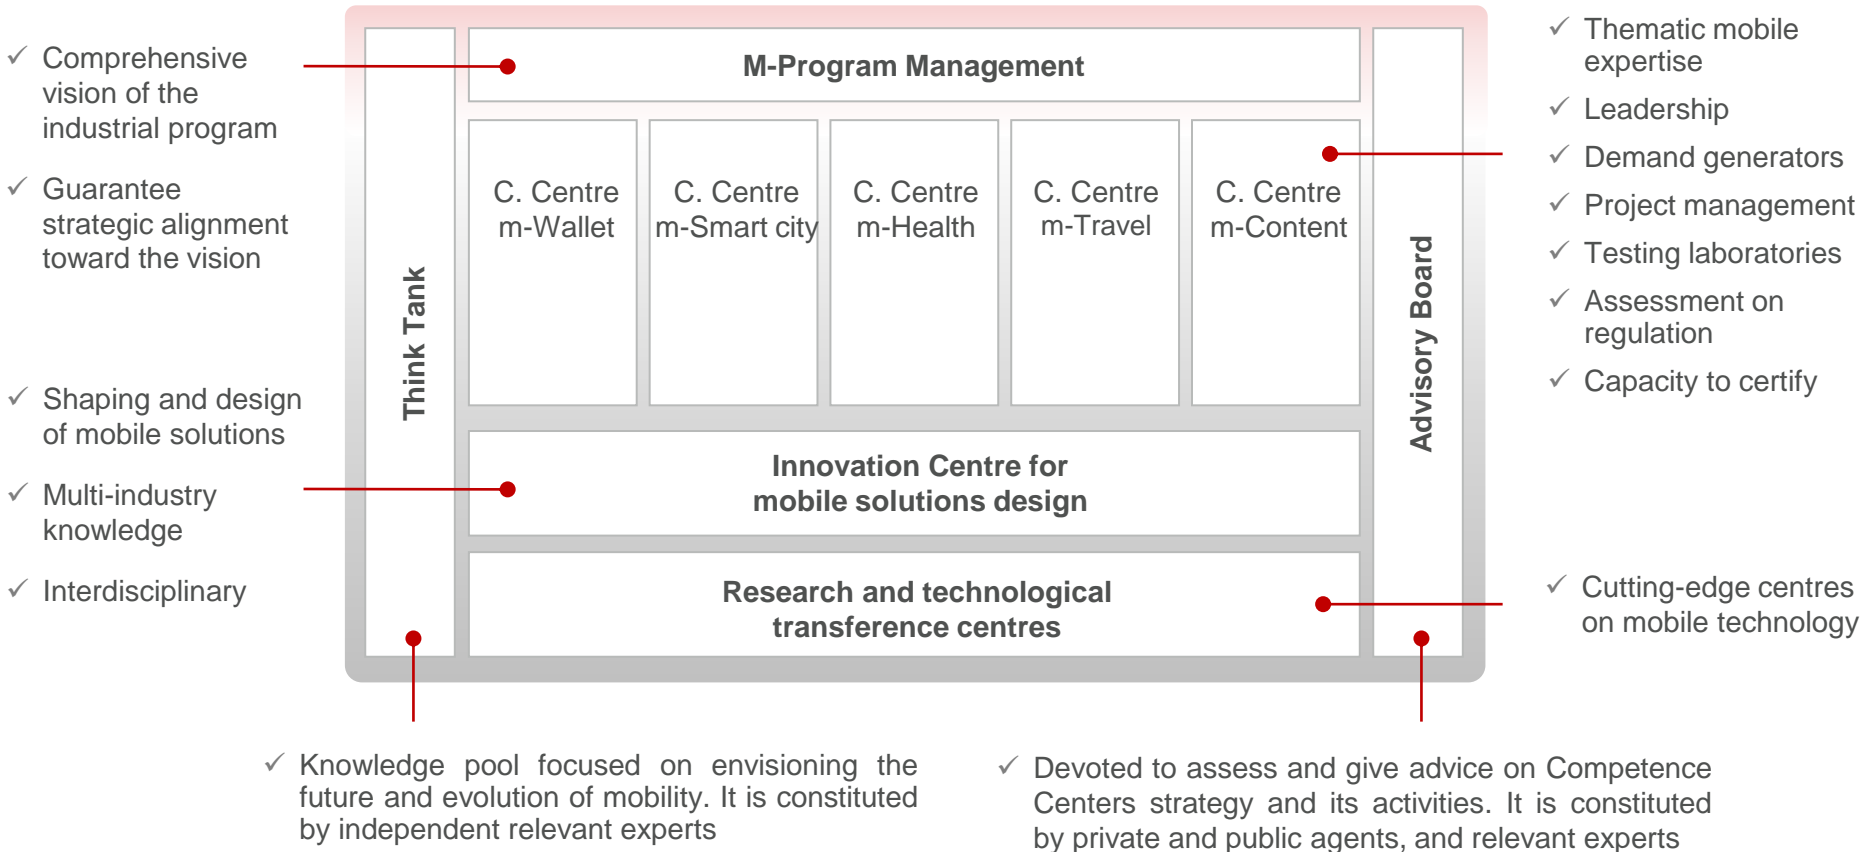 Comprehensive
vision of the
industrial program
Guarantee
strategic alignment
toward the vision
Shaping and design
of mobile solutions
Multi-industry
knowledge
Interdisciplinary
Think Tank
M-Program Management
C. Centre
m-Wallet
C. Centre
m-Smart city
C. Centre
m-Health
C. Centre
m-Travel
C. Centre
m-Content
Innovation Centre for
mobile solutions design
Research and technological
transference centres
Advisory Board
Thematic mobile
expertise
Leadership
Demand generators
Project management
Testing laboratories
Assessment on
regulation
Capacity to certify
Cutting-edge centres
on mobile technology
Knowledge pool focused on envisioning the
future and evolution of mobility. It is constituted
by independent relevant experts
Devoted to assess and give advice on Competence
Centers strategy and its activities. It is constituted
by private and public agents, and relevant experts